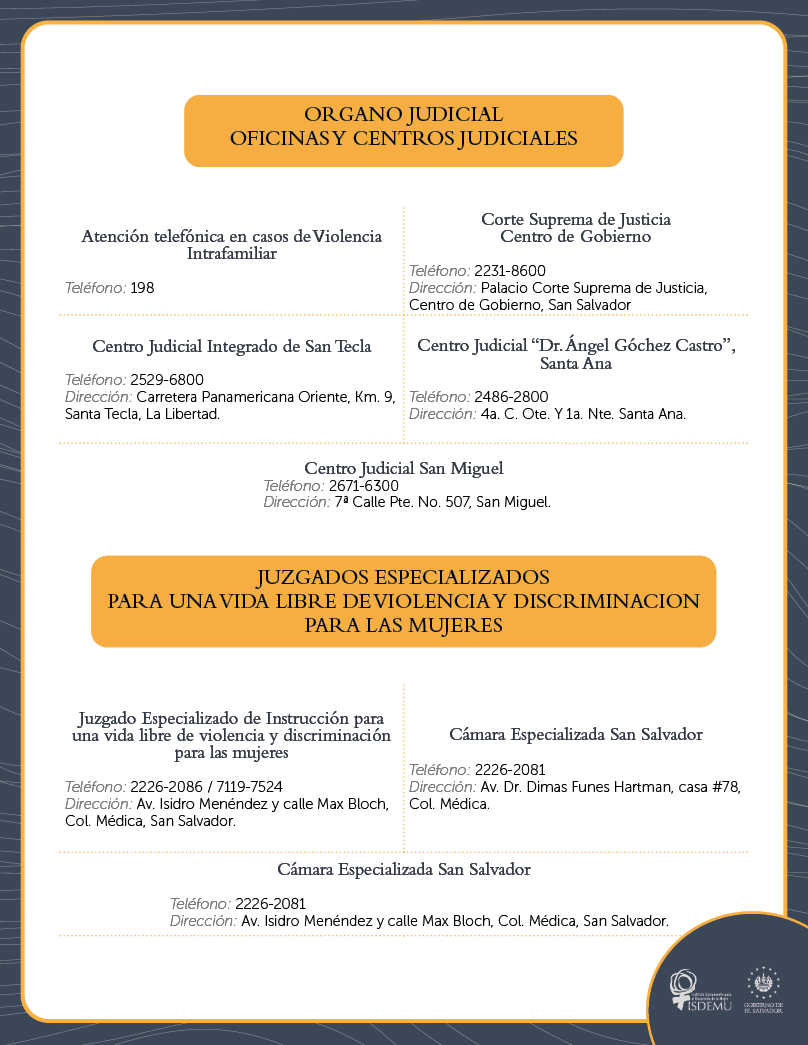 ORGANO JUDICIAL
OFICINAS Y CENTROS JUDICIALES
Atención telefónica en casos de Violencia
Intrafamiliar
Teléfono: 198
Corte Suprema de Justicia
Centro de Gobierno
Teléfono: 2231-8600
Dirección: Palacio Corte Suprema de Justicia,
Centro de Gobierno, San Salvador
Centro Judicial Integrado de San Tecla
Teléfono: 2529-6800
Dirección: Carretera Panamericana Oriente, Km. 9,
Santa Tecla, La Libertad.
Centro Judicial “Dr. Ángel Góchez Castro”,
Santa Ana
Teléfono: 2486-2800
Dirección: 4a. C. Ote. Y 1a. Nte. Santa Ana.
Centro Judicial San Miguel
Teléfono: 2671-6300
Dirección: 7ª Calle Pte. No. 507, San Miguel.
JUZGADOS ESPECIALIZADOS
PARA UNA VIDA LIBRE DE VIOLENCIA Y DISCRIMINACION
PARA LAS MUJERES
Juzgado Especializado de Instrucción para
una vida libre de violencia y discriminación
para las mujeres
Teléfono: 2226-2086 / 7119-7524
Dirección: Av. Isidro Menéndez y calle Max Bloch,
Col. Médica, San Salvador.
Cámara Especializada San Salvador
Teléfono: 2226-2081
Dirección: Av. Dr. Dimas Funes Hartman, casa #78,
Col. Médica.
Cámara Especializada San Salvador
Teléfono: 2226-2081
Dirección: Av. Isidro Menéndez y calle Max Bloch, Col. Médica, San Salvador.
Instituto Salvadoreño para
el Desarrollo de la Mujer
ISDEMU
GOBIERNO DE
EL SALVADOR